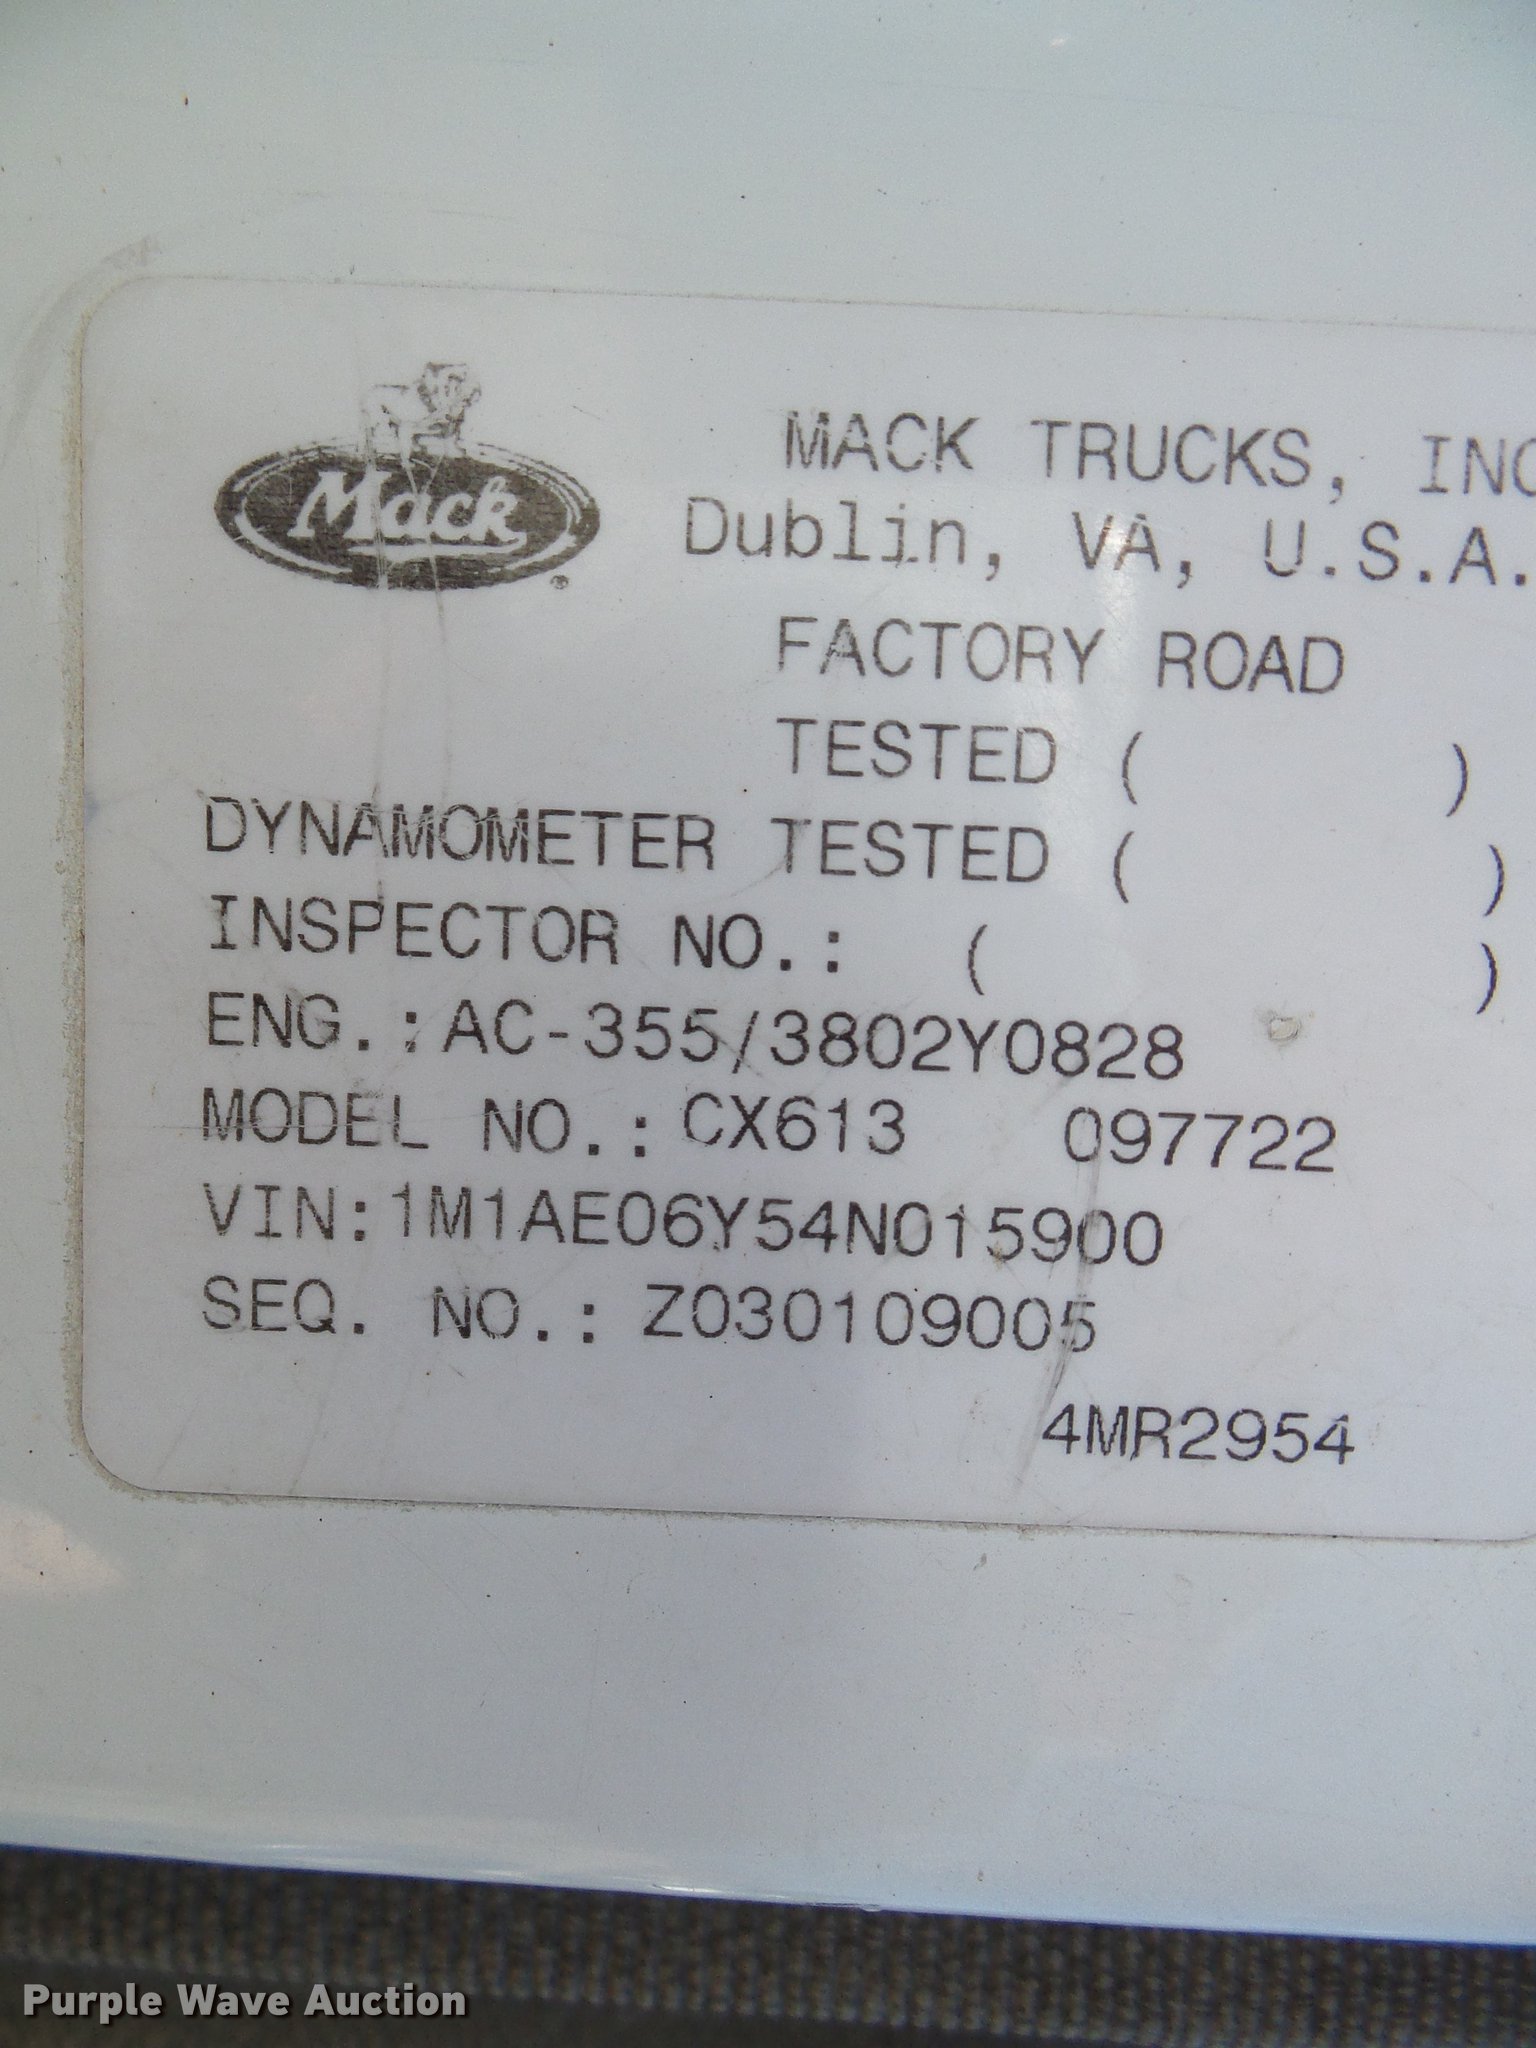 Mack
MACK TRUCKS, INC
Dublin, VA, U.S.A.
FACTORY ROAD
TESTED (          )
DYNAMOMETER TESTED (          )
INSPECTOR NO.: (          )
ENG.:AC-355/3802Y0828
MODEL NO.:CX613 097722
VIN:1M1AE06Y54N015900
SEQ. NO.: Z030109005
4MR2954
Purple Wave Auction